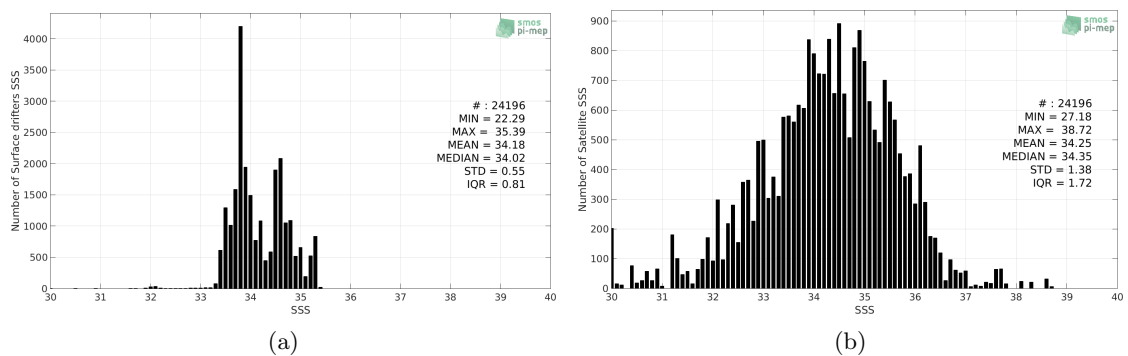 smos
pi-mep
Number of Surface drifters SSS
4000
3500
3000
2500
2000
1500
1000
500
0
# : 24196
MIN = 22.29
MAX = 35.39
MEAN = 34.18
MEDIAN = 34.02
STD = 0.55
IQR = 0.81
30 31 32 33 34 35 36 37 38 39 40
SSS
(a)
smos
pi-mep
Number of Satellite SSS
900
800
700
600
500
400
300
200
100
0
# : 24196
MIN = 27.18
MAX = 38.72
MEAN = 34.25
MEDIAN = 34.35
STD = 1.38
IQR = 1.72
30 31 32 33 34 35 36 37 38 39 40
SSS
(b)